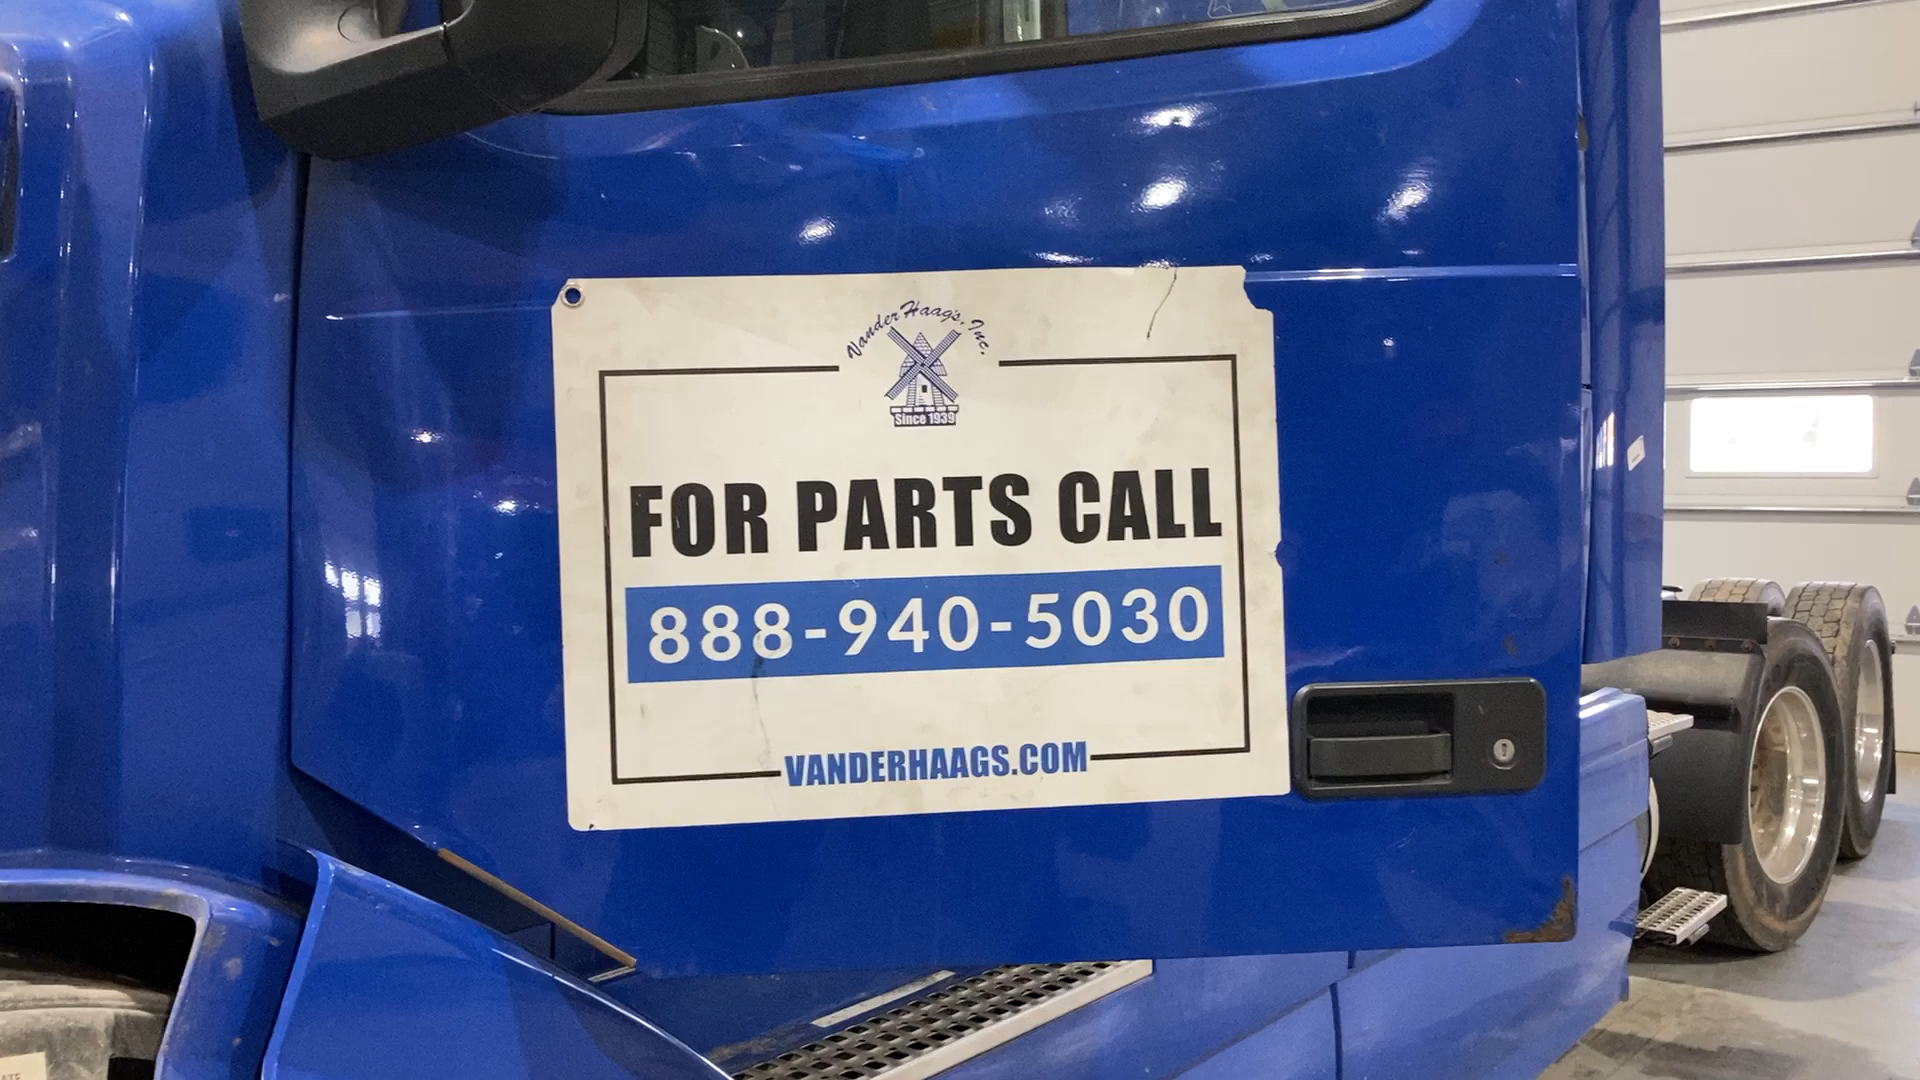 Vander Haag's, Inc.
Since 1939
FOR PARTS CALL
888-940-5030
VANDERHAAGS.COM